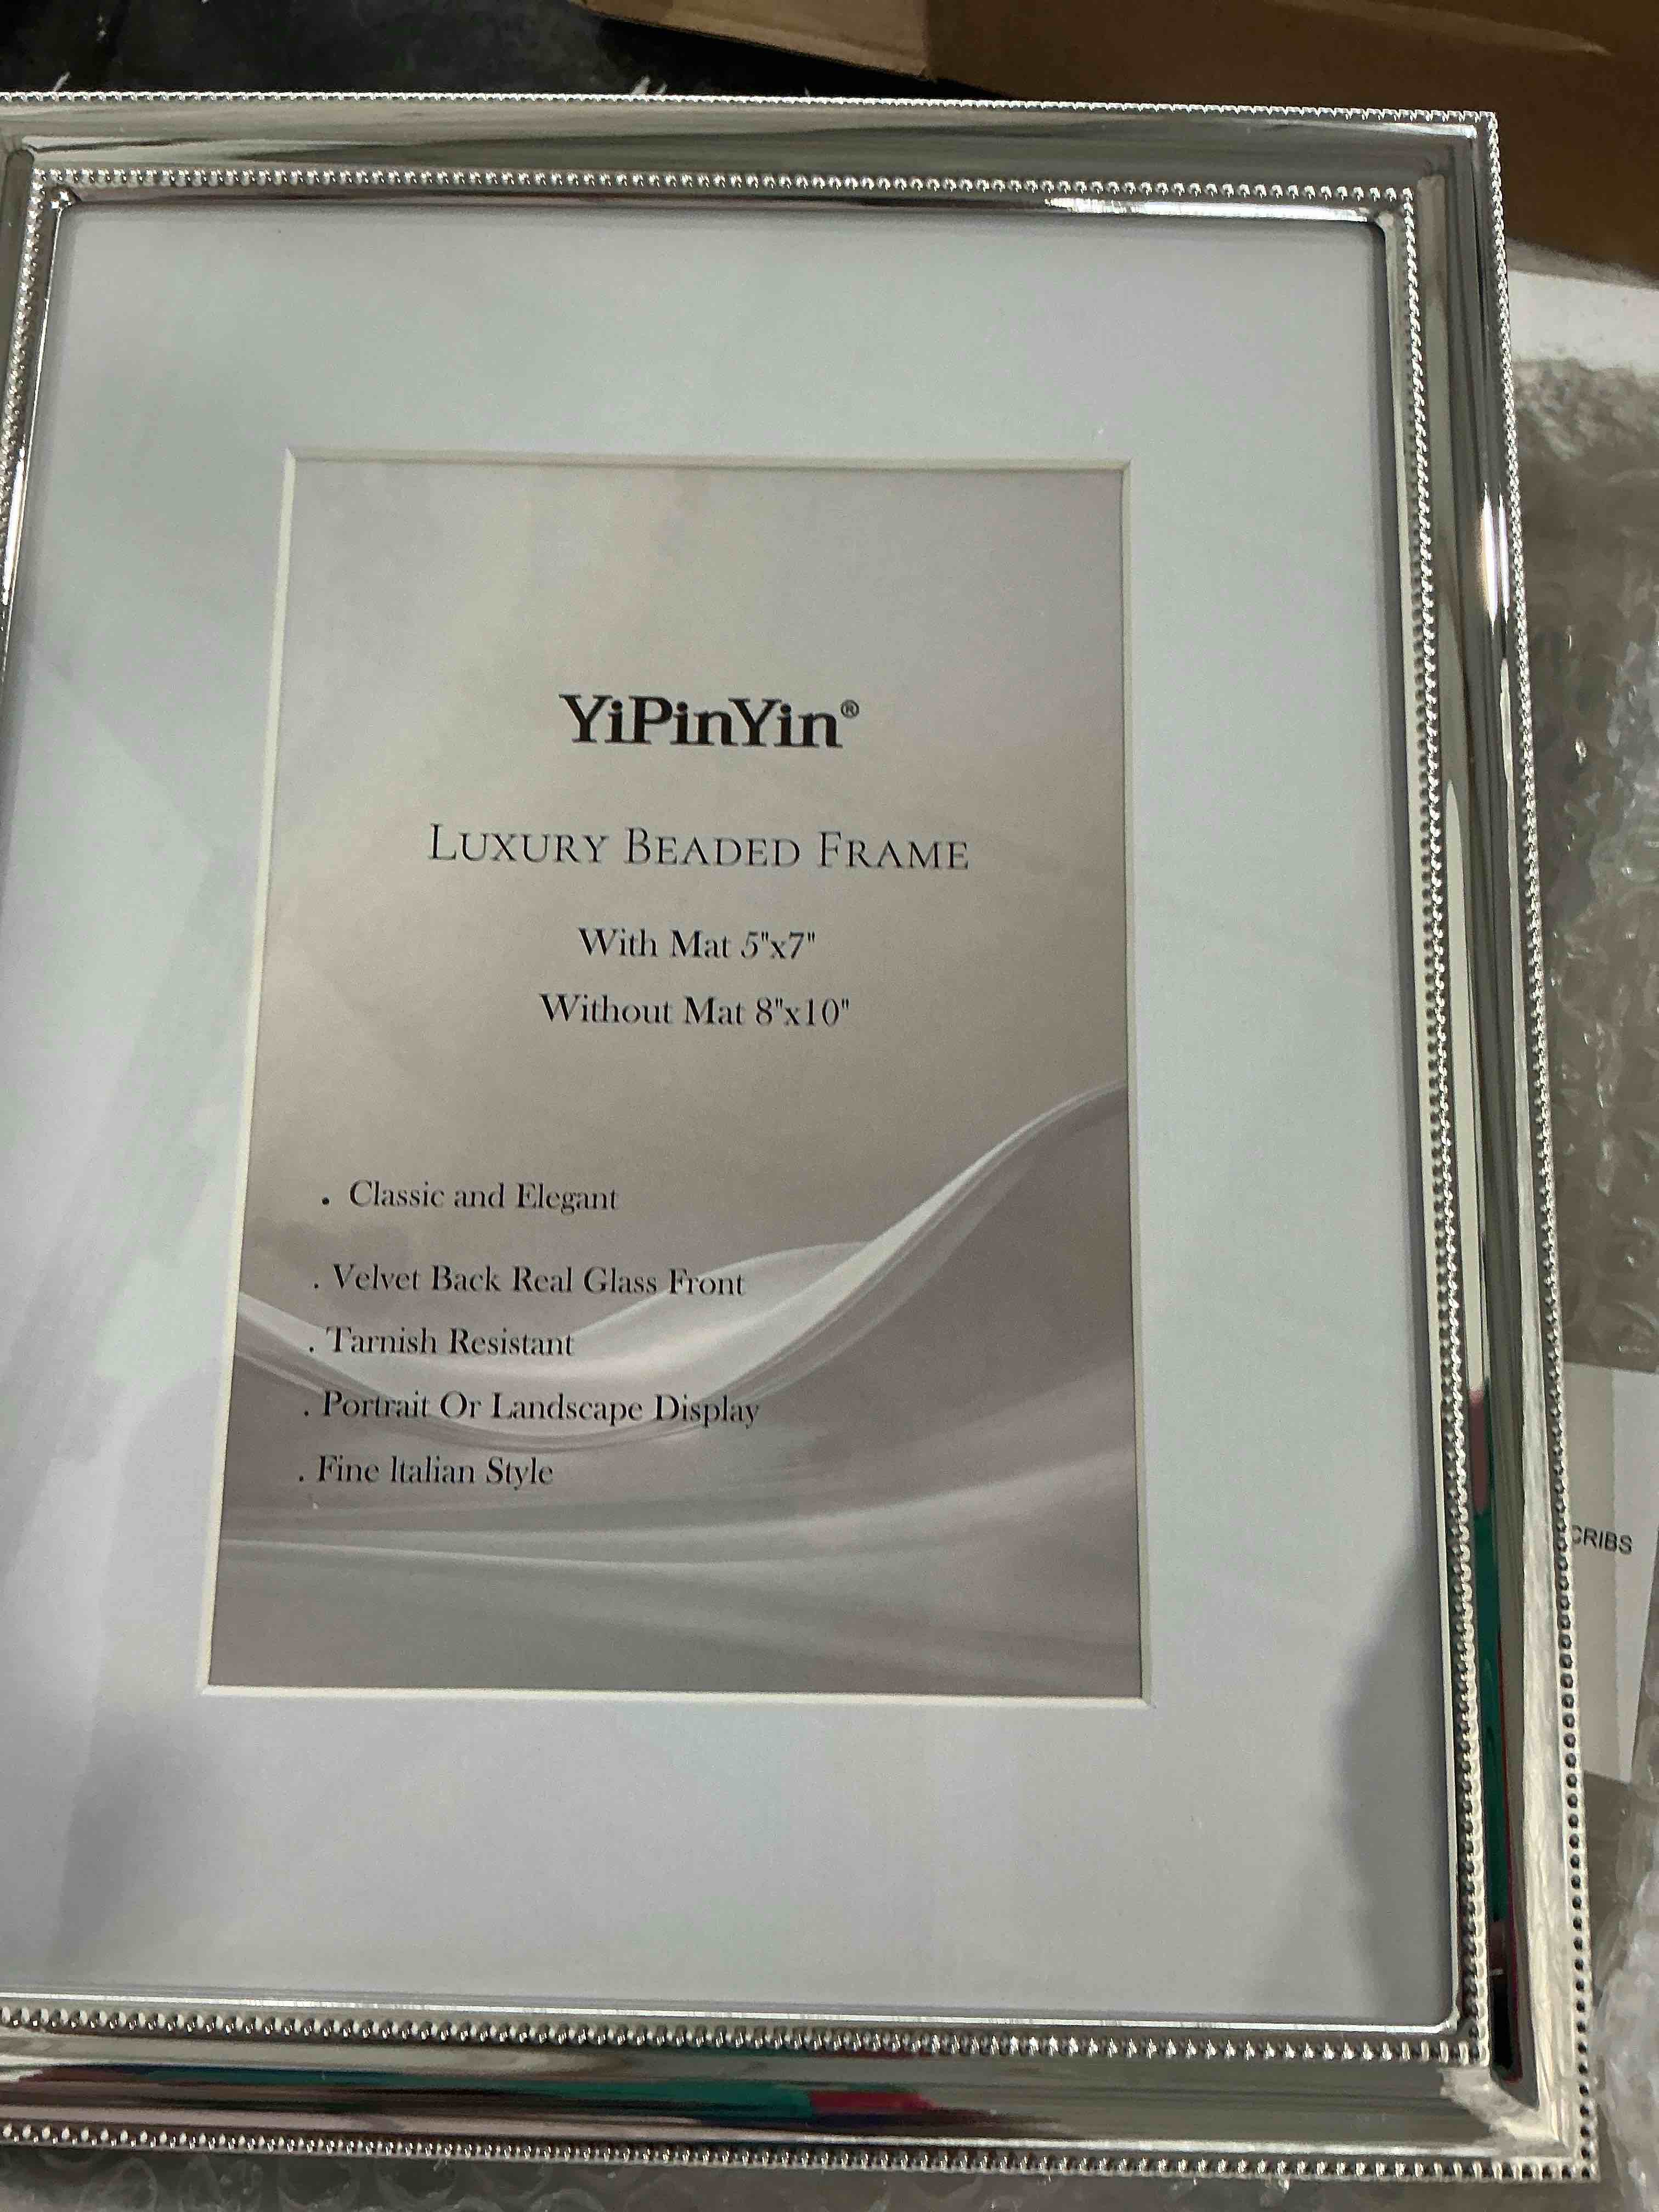 YiPinYin®
LUXURY BEADED FRAME
With Mat 5"x7"
Without Mat 8"x10"
. Classic and Elegant
. Velvet Back Real Glass Front
. Tarnish Resistant
. Portrait Or Landscape Display
. Fine Italian Style
CRIBS